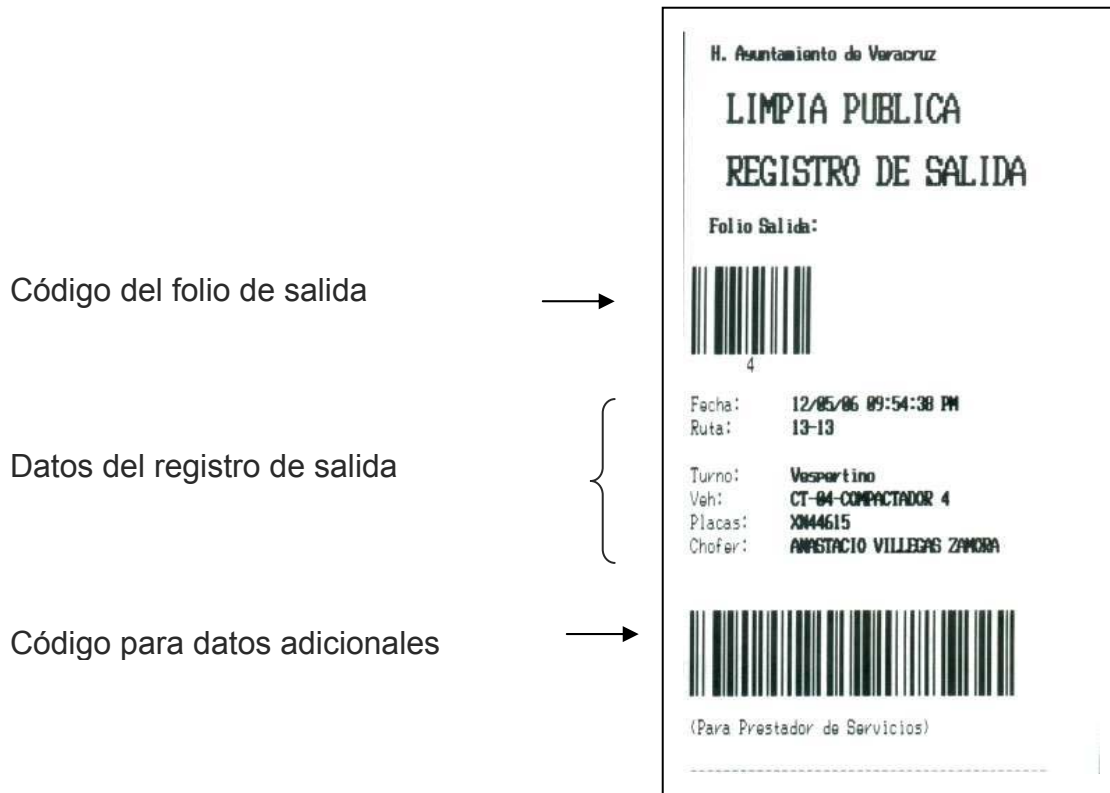 H. Ayuntamiento de Veracruz
LIMPIA PUBLICA
REGISTRO DE SALIDA
Folio Salida:
Código del folio de salida
4
Datos del registro de salida
Fecha: 12/05/06 09:54:38 PM
Ruta: 13-13
Turno: Vespertino
Veh: CT-04-COMPACTADOR 4
Placas: XN44615
Chofer: ANASTACIO VILLEGAS ZAMORA
Código para datos adicionales
(Para Prestador de Servicios)